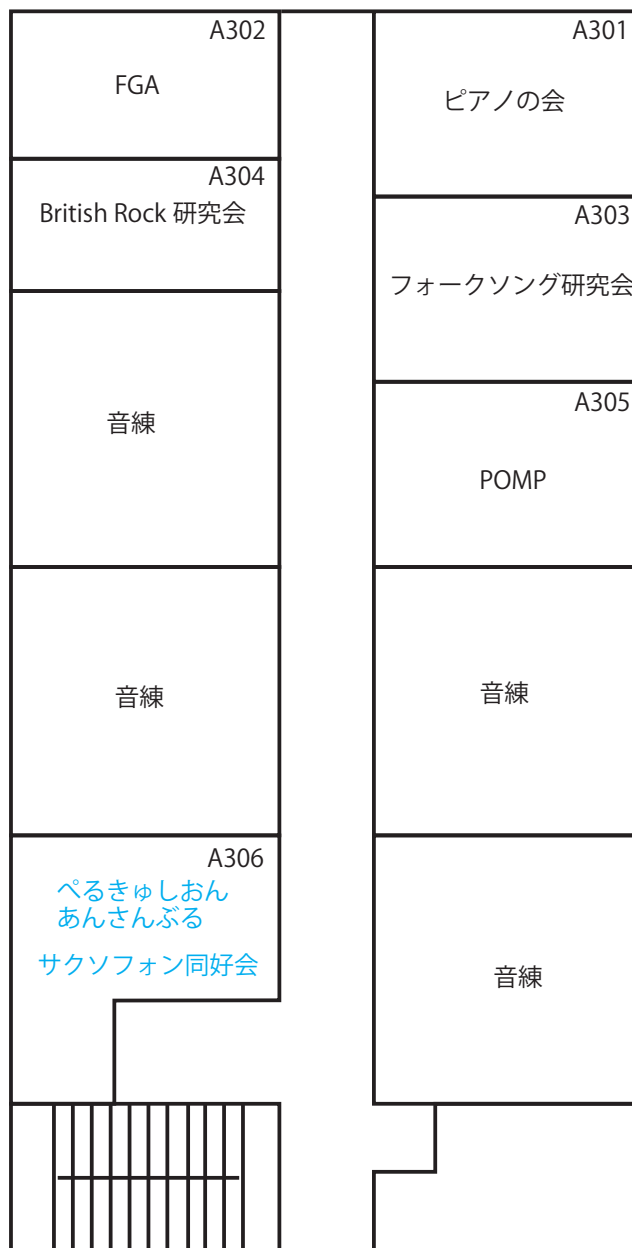 A302
FGA
A304
British Rock 研究会
音練
音練
A306
ぺるきゅしおん
あんさんぶる
サクソフォン同好会
A301
ピアノの会
A303
フォークソング研究会
A305
POMP
音練
音練